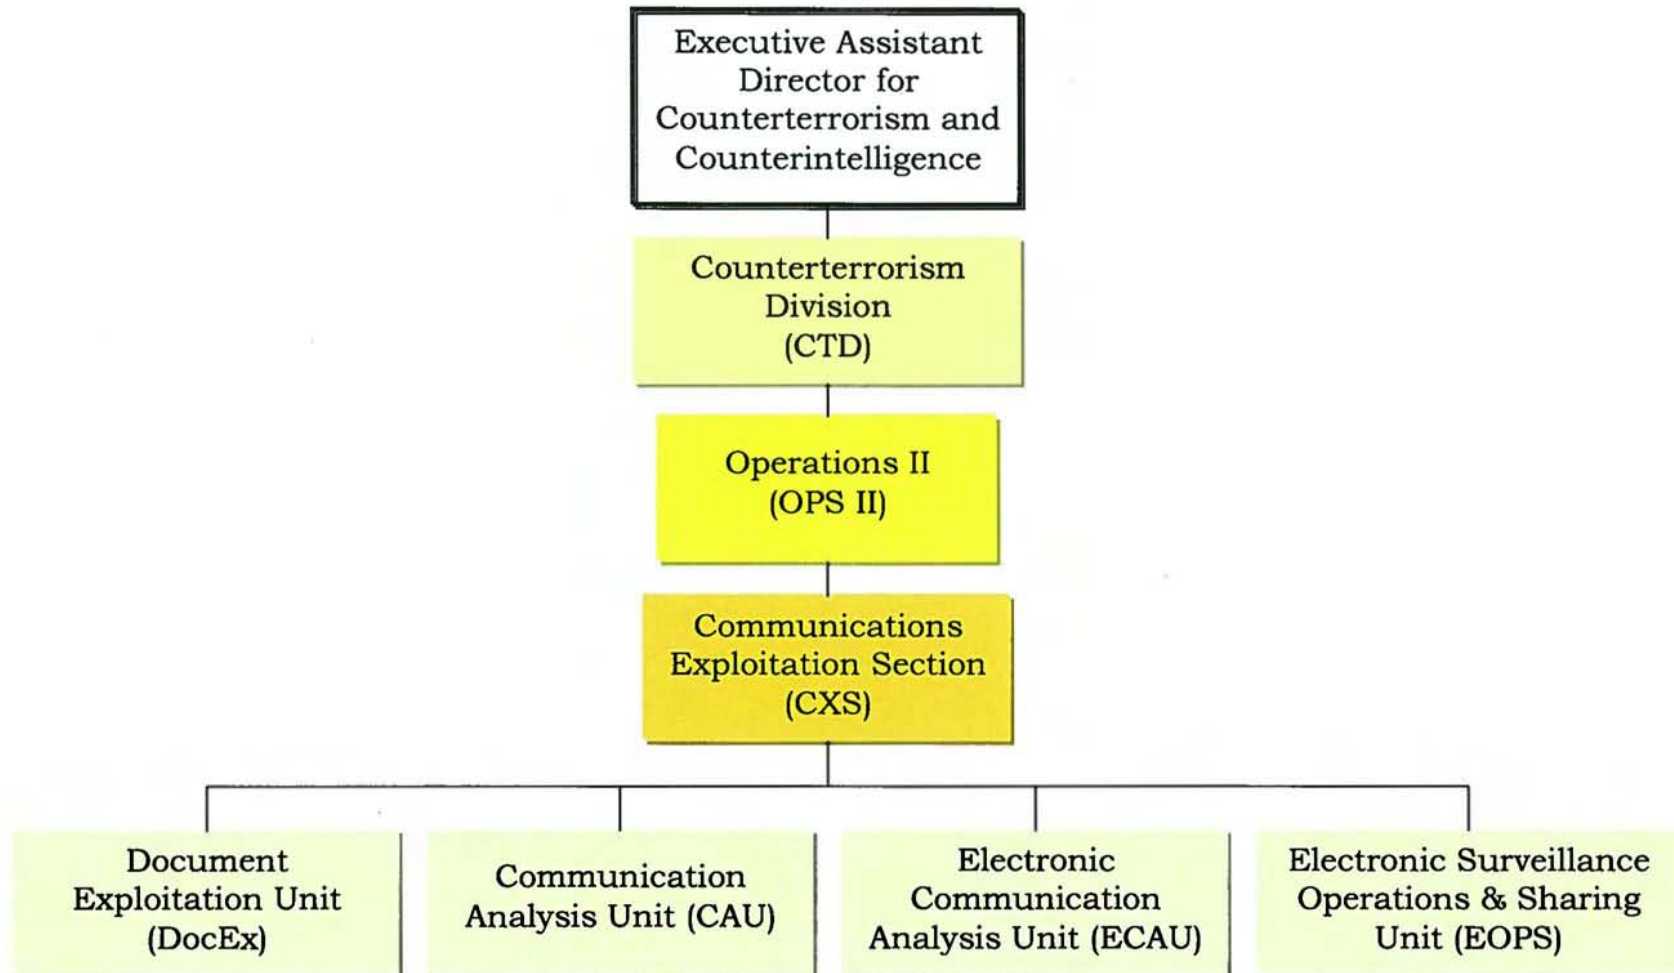 Executive Assistant
Director for
Counterterrorism and
Counterintelligence
Counterterrorism
Division
(CTD)
Operations II
(OPS II)
Communications
Exploitation Section
(CXS)
Document
Exploitation Unit
(DocEx)
Communication
Analysis Unit (CAU)
Electronic
Communication
Analysis Unit (ECAU)
Electronic Surveillance
Operations & Sharing
Unit (EOPS)